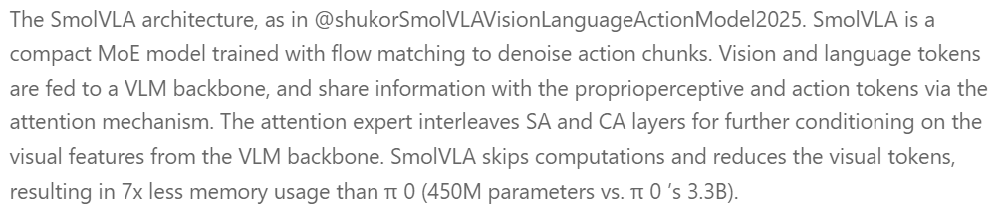 The SmolVLA architecture, as in @shukorSmolVLAVisionLanguageActionModel2025. SmolVLA is a
compact MoE model trained with flow matching to denoise action chunks. Vision and language tokens
are fed to a VLM backbone, and share information with the proprioperceptive and action tokens via the
attention mechanism. The attention expert interleaves SA and CA layers for further conditioning on the
visual features from the VLM backbone. SmolVLA skips computations and reduces the visual tokens,
resulting in 7x less memory usage than π 0 (450M parameters vs. π 0 ’s 3.3B).